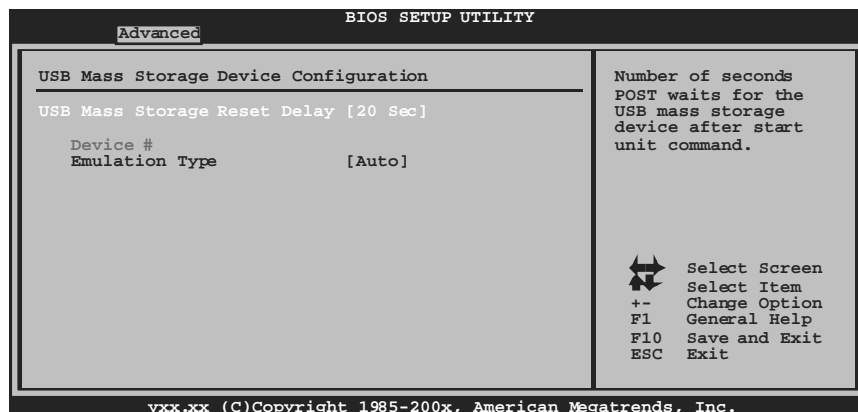 BIOS SETUP UTILITY
Advanced
USB Mass Storage Device Configuration
USB Mass Storage Reset Delay [20 Sec]
Device #
Emulation Type [Auto]
Number of seconds
POST waits for the
USB mass storage
device after start
unit command.
Select Screen
Select Item
+- Change Option
F1 General Help
F10 Save and Exit
ESC Exit
vxx.xx (C)Copyright 1985-200x, American Megatrends, Inc.